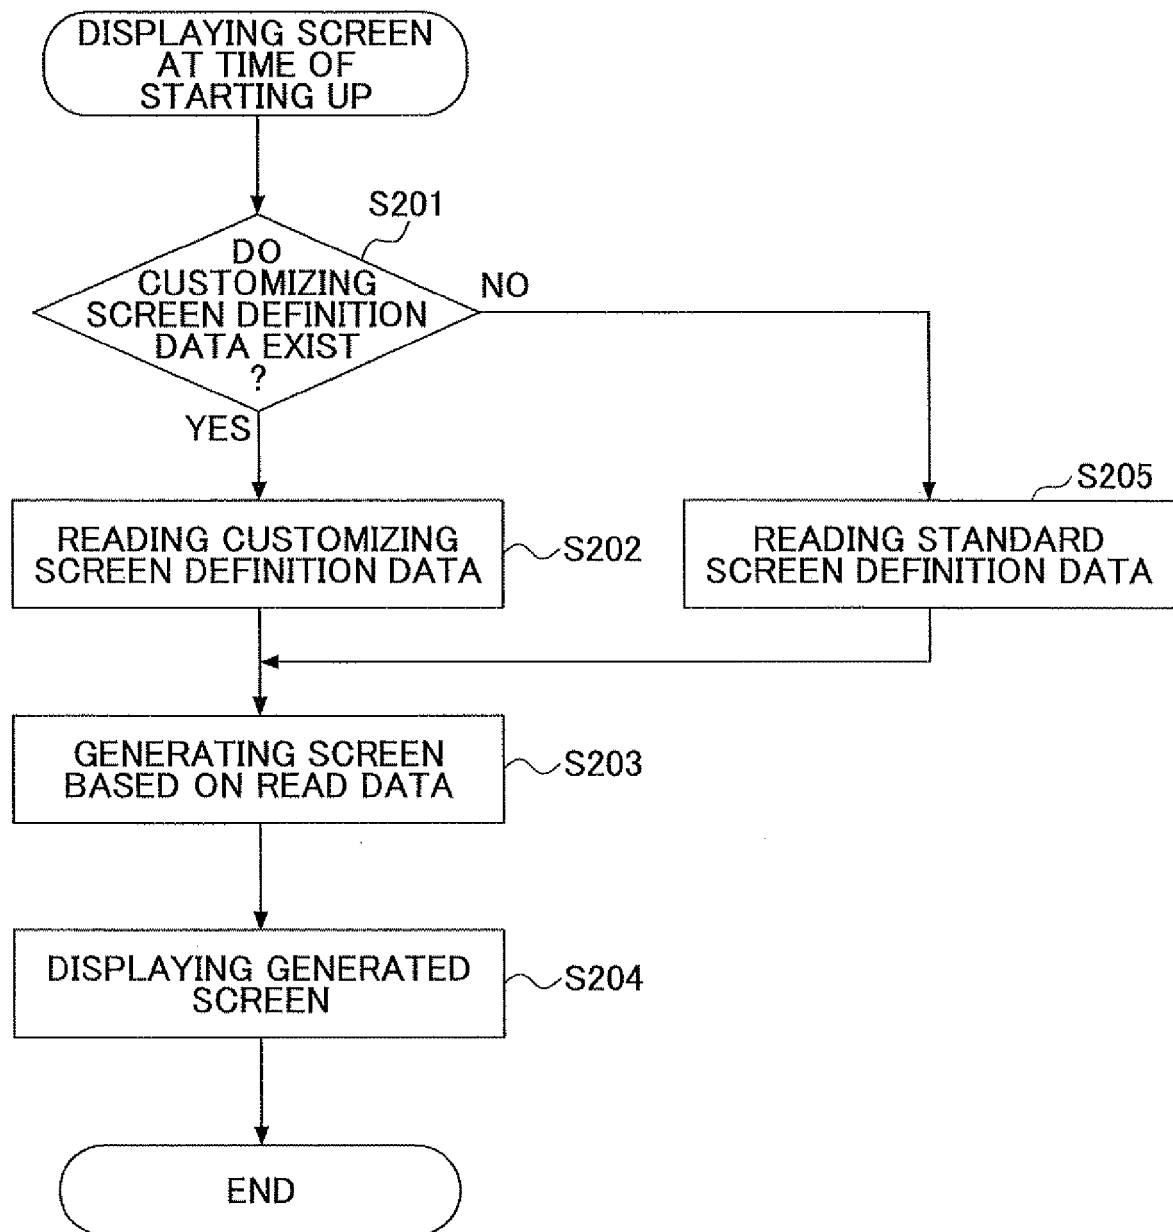 DISPLAYING SCREEN
AT TIME OF
STARTING UP
S201
DO
CUSTOMIZING
SCREEN DEFINITION
DATA EXIST
?
NO
YES
S205
READING CUSTOMIZING
SCREEN DEFINITION DATA
S202
READING STANDARD
SCREEN DEFINITION DATA
GENERATING SCREEN
BASED ON READ DATA
S203
DISPLAYING GENERATED
SCREEN
S204
END